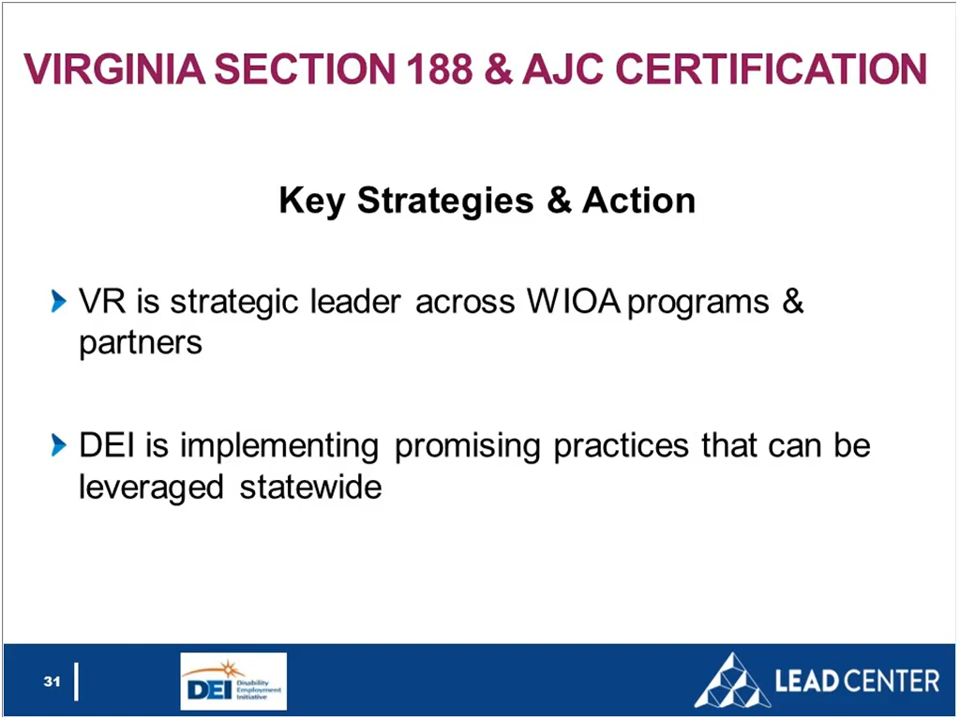 VIRGINIA SECTION 188 & AJC CERTIFICATION
Key Strategies & Action
VR is strategic leader across WIOA programs &
partners
DEI is implementing promising practices that can be
leveraged statewide
31
DEI
Disability
Employment
Initiative
LEAD CENTER